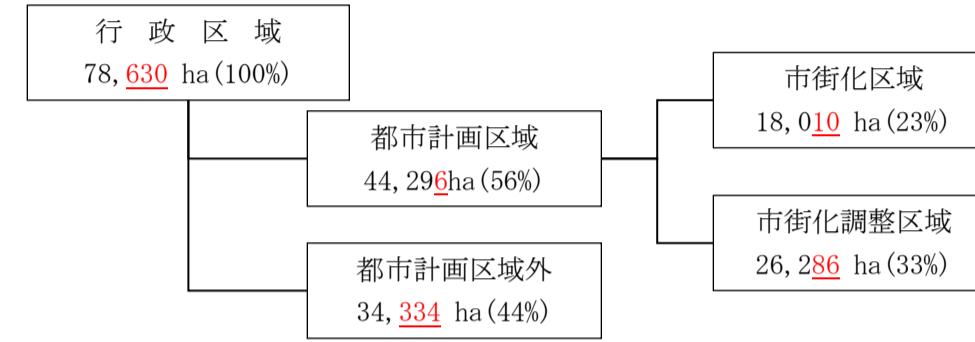 行 政 区 域
78,630 ha(100%)
都市計画区域
44,296ha(56%)
都市計画区域外
34,334 ha(44%)
市街化区域
18,010 ha(23%)
市街化調整区域
26,286 ha(33%)